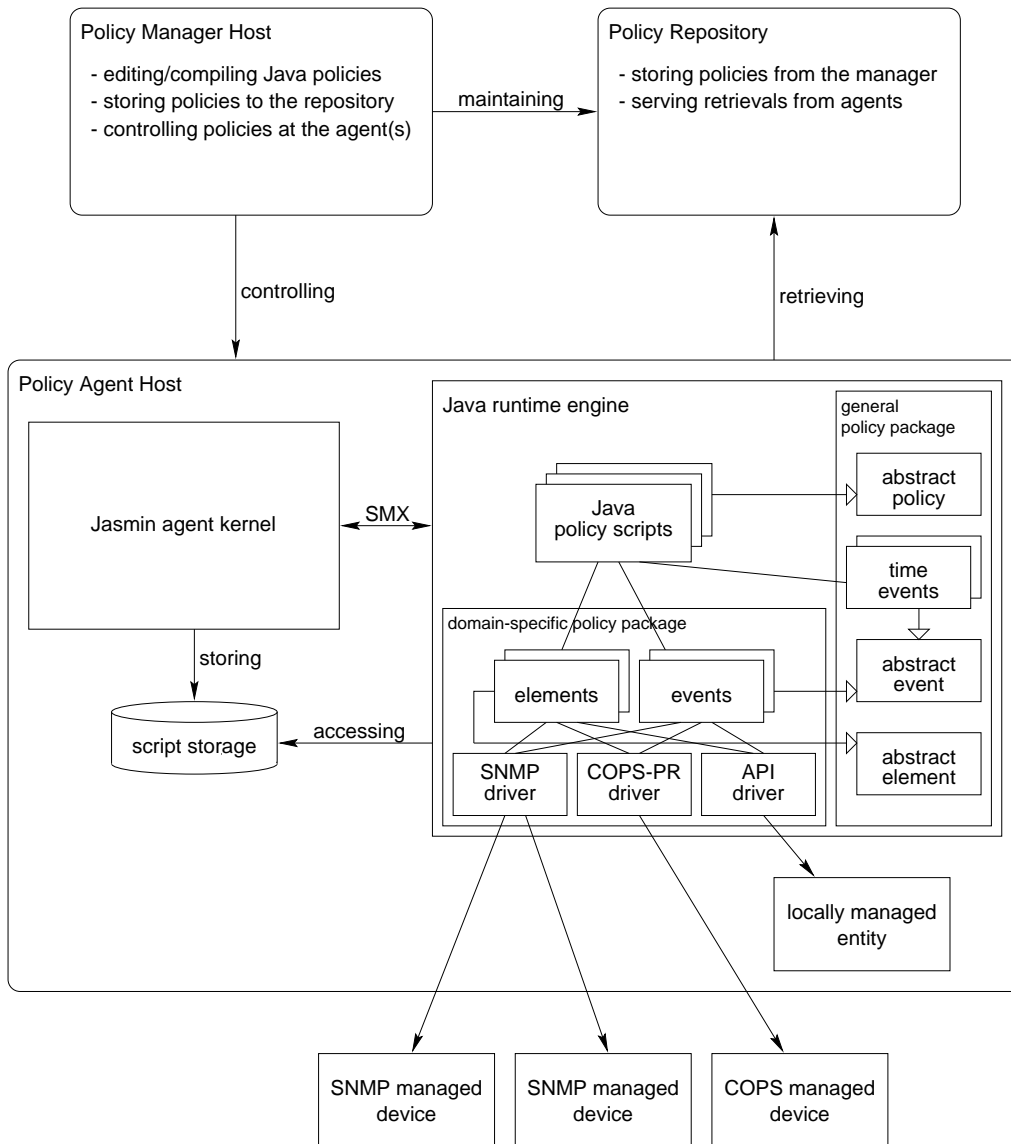 Policy Manager Host
- editing/compiling Java policies
- storing policies to the repository
- controlling policies at the agent(s)
maintaining
Policy Repository
- storing policies from the manager
- serving retrievals from agents
controlling
retrieving
Policy Agent Host
Jasmin agent kernel
SMX
storing
script storage
accessing
Java runtime engine
Java
policy scripts
general
policy package
abstract
policy
time
events
abstract
event
abstract
element
domain-specific policy package
elements
events
SNMP
driver
COPS-PR
driver
API
driver
locally managed
entity
SNMP managed
device
SNMP managed
device
COPS managed
device